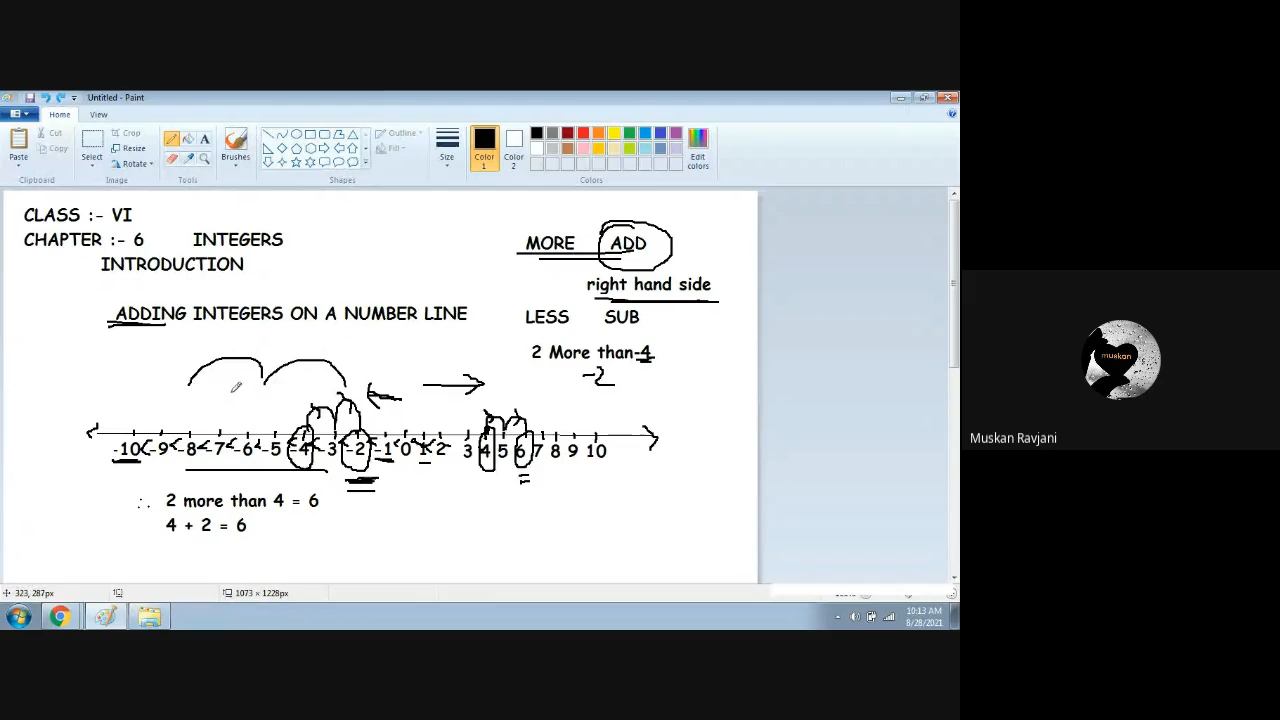 Untitled - Paint
Home
View
Paste
Cut
Copy
Select
Crop
Resize
Rotate
A
Brushes
Outline
Fill
Size
Color 1
Color 2
Edit colors
Clipboard
Image
Tools
Shapes
Colors
CLASS :- VI
CHAPTER :- 6 INTEGERS
INTRODUCTION
MORE ADD
right hand side
ADDING INTEGERS ON A NUMBER LINE
LESS SUB
2 More than -4
-2
-10 < -9 < -8 < -7 < -6 < -5 < -4 < -3 < -2 < -1 < 0 < 1 < 2 3 4 5 6 7 8 9 10
=
∴ 2 more than 4 = 6
4 + 2 = 6
323, 287px
1073 × 1228px
10:13 AM
8/28/2021
muskan
Muskan Ravjani